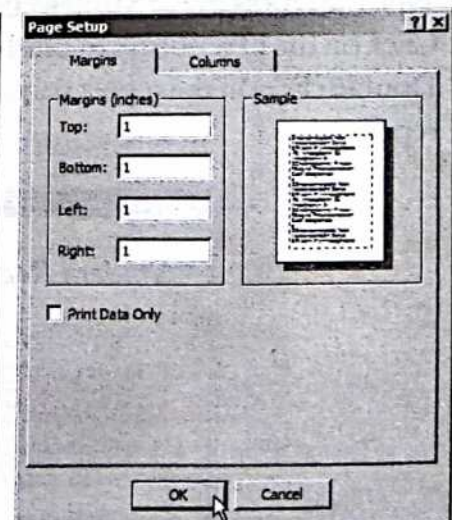 Page Setup
Margins Columns
Margins (inches) Sample
Top: 1
Bottom: 1
Left: 1
Right: 1
Print Data Only
OK Cancel